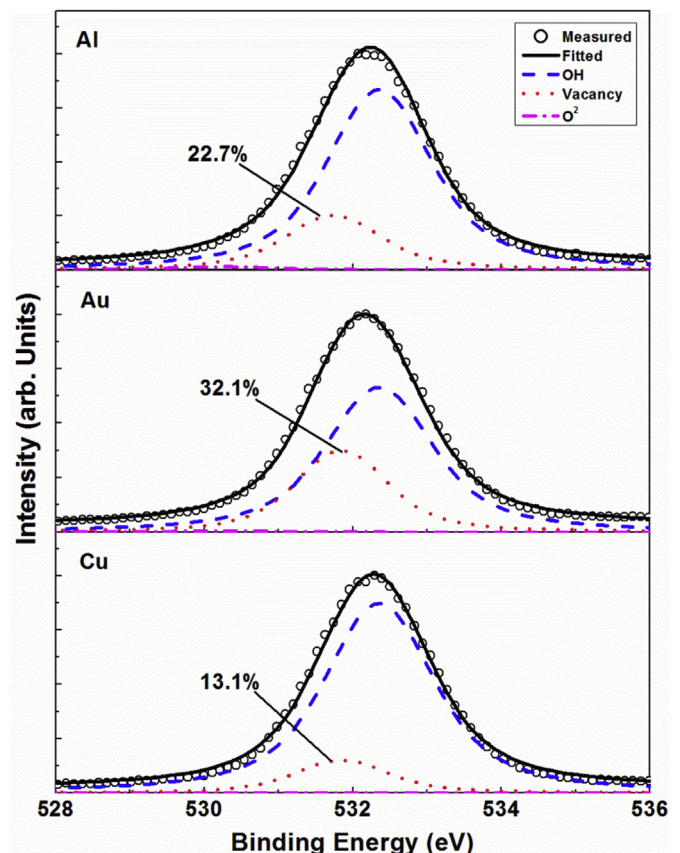 Al
Measured
Fitted
OH
Vacancy
O²
22.7%
Au
32.1%
Cu
13.1%
Intensity (arb. Units)
528 530 532 534 536
Binding Energy (eV)